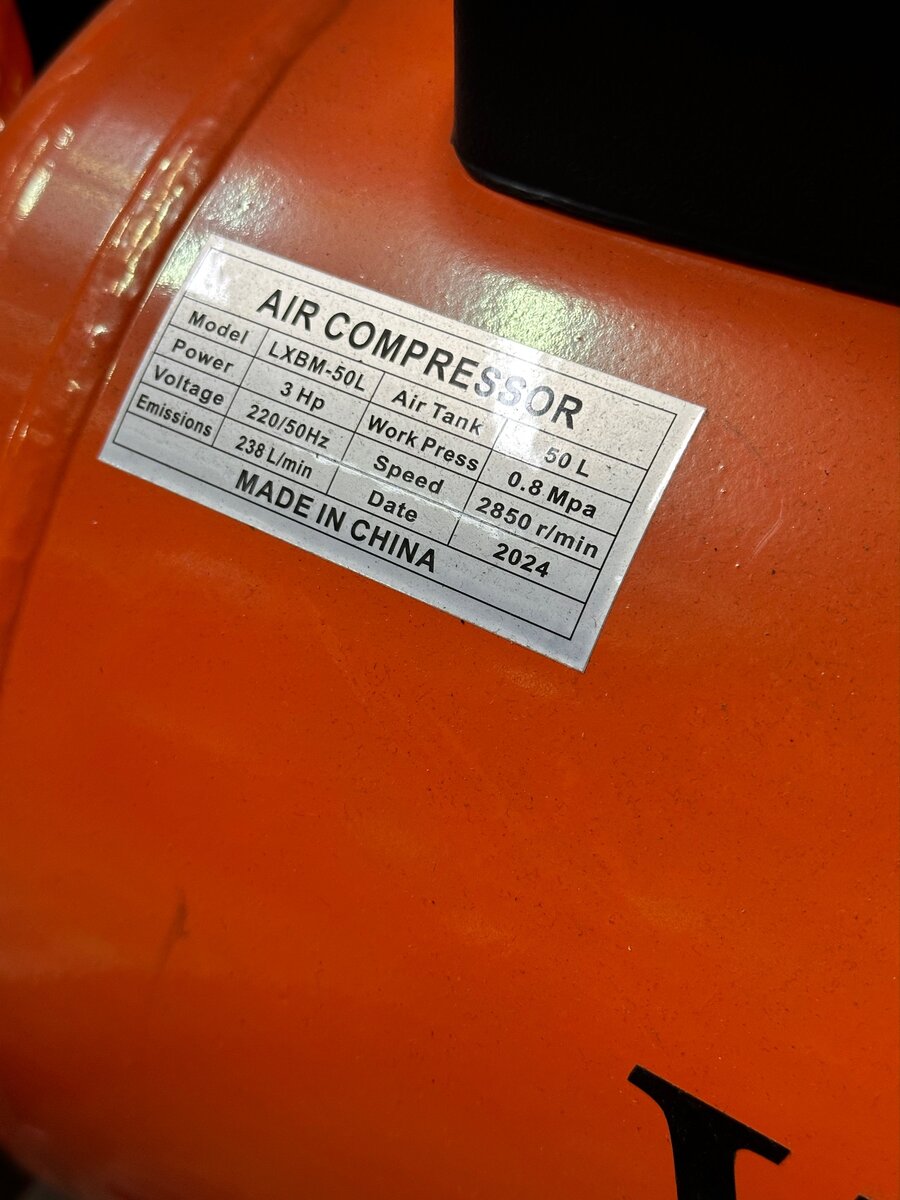 AIR COMPRESSOR
Model LXBM-50L Air Tank 50 L
Power 3 Hp Work Press 0.8 Mpa
Voltage 220/50Hz Speed 2850 r/min
Emissions 238 L/min Date 2024
MADE IN CHINA